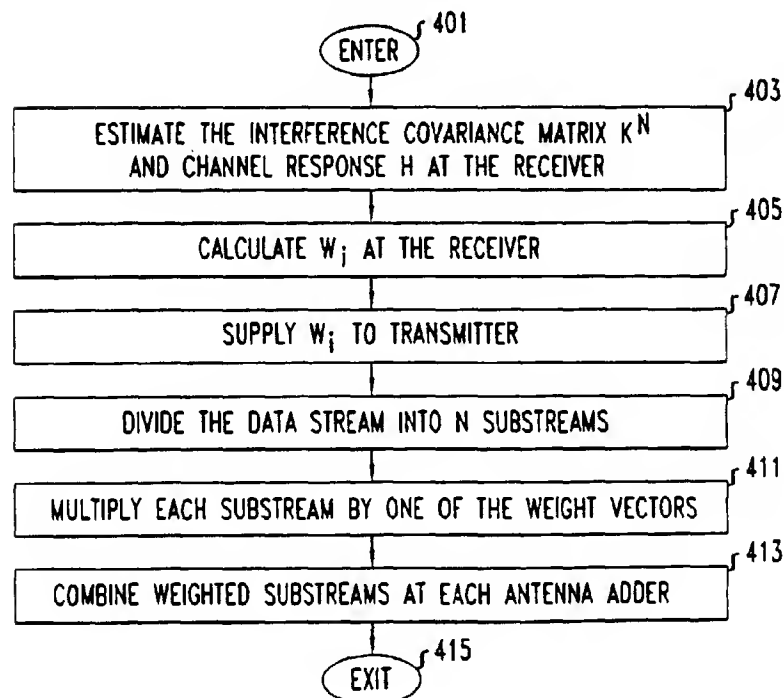 401
ENTER
403
ESTIMATE THE INTERFERENCE COVARIANCE MATRIX K^N
AND CHANNEL RESPONSE H AT THE RECEIVER
405
CALCULATE W_i AT THE RECEIVER
407
SUPPLY W_i TO TRANSMITTER
409
DIVIDE THE DATA STREAM INTO N SUBSTREAMS
411
MULTIPLY EACH SUBSTREAM BY ONE OF THE WEIGHT VECTORS
413
COMBINE WEIGHTED SUBSTREAMS AT EACH ANTENNA ADDER
415
EXIT